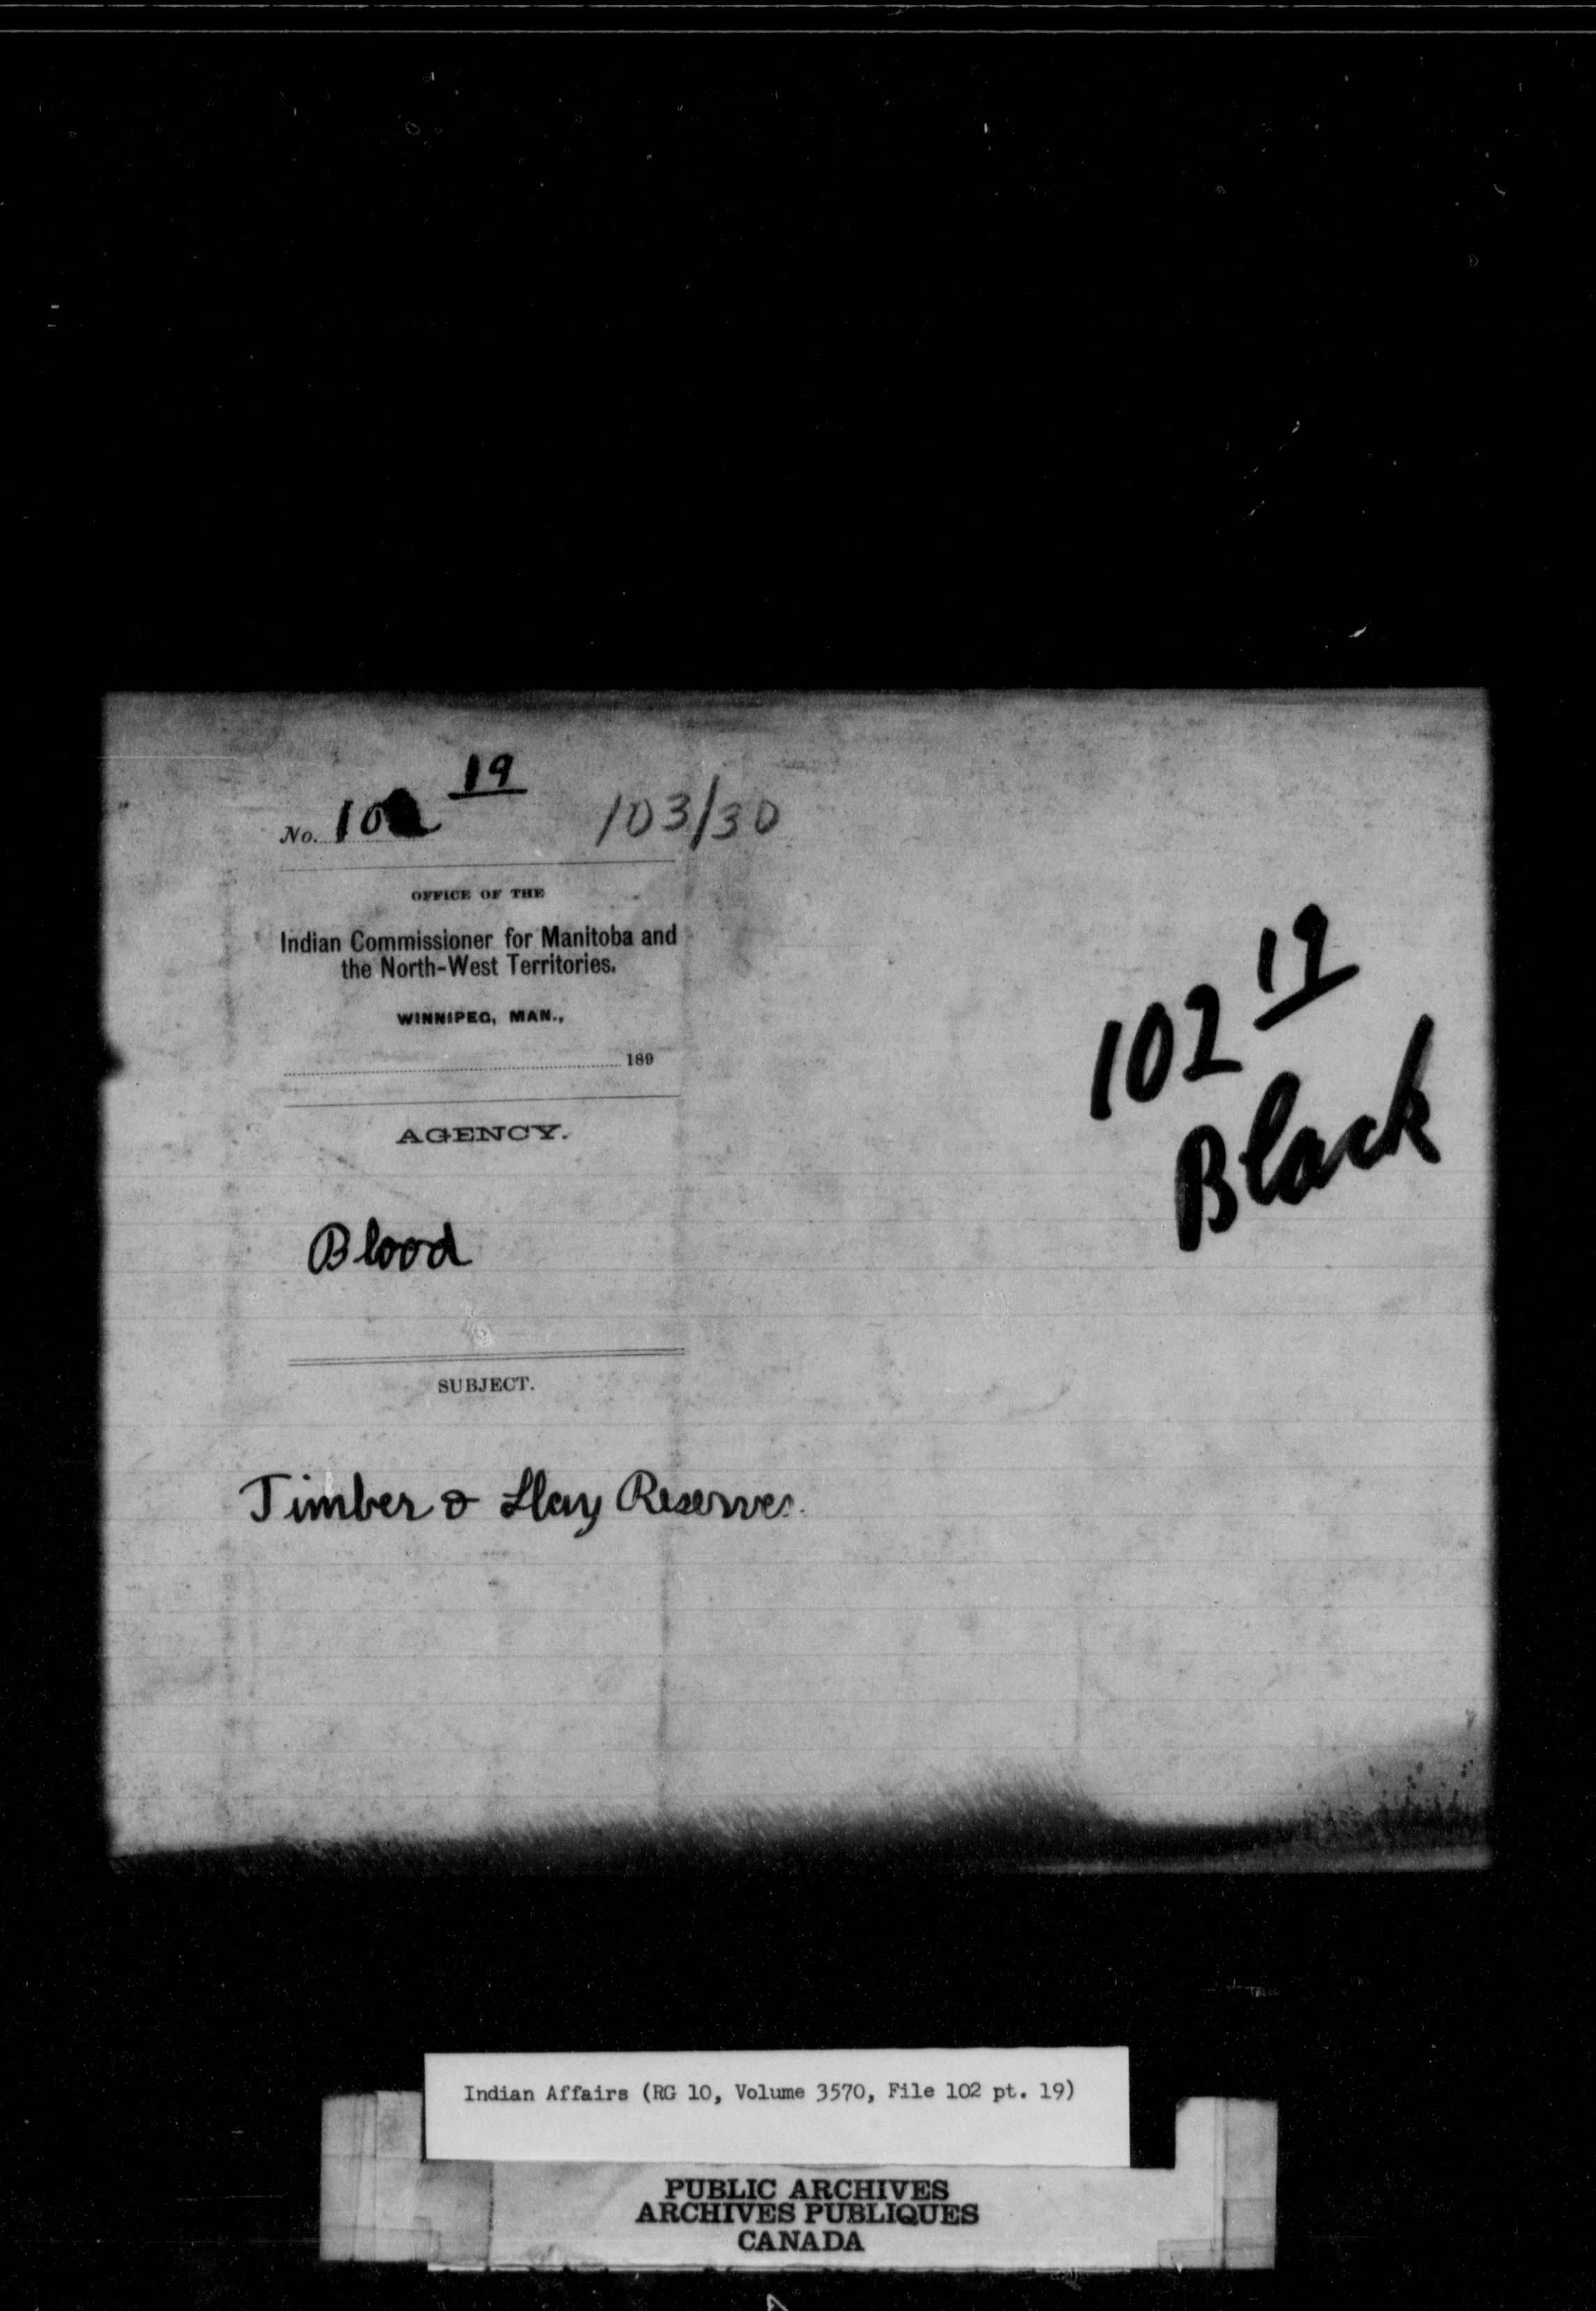 19
No. 102 103/30
OFFICE OF THE
Indian Commissioner for Manitoba and
the North-West Territories.
WINNIPEG, MAN.,
189
AGENCY.
Blood
SUBJECT.
Timber & Hay Reserves.
19
102
Black
Indian Affairs (RG 10, Volume 3570, File 102 pt. 19)
PUBLIC ARCHIVES
ARCHIVES PUBLIQUES
CANADA